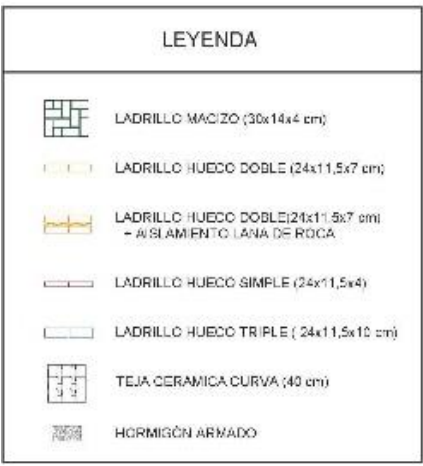 LEYENDA
LADRILLO MACIZO (30x14x4 cm)
LADRILLO HUECO DOBLE (24x11,5x7 cm)
LADRILLO HUECO DOBLE(24x11,5x7 cm)
+ AISLAMIENTO LANA DE ROCA
LADRILLO HUECO SIMPLE (24x11,5x4)
LADRILLO HUECO TRIPLE ( 24x11,5x10 cm)
TEJA CERAMICA CURVA (40 cm)
HORMIGÓN ARMADO